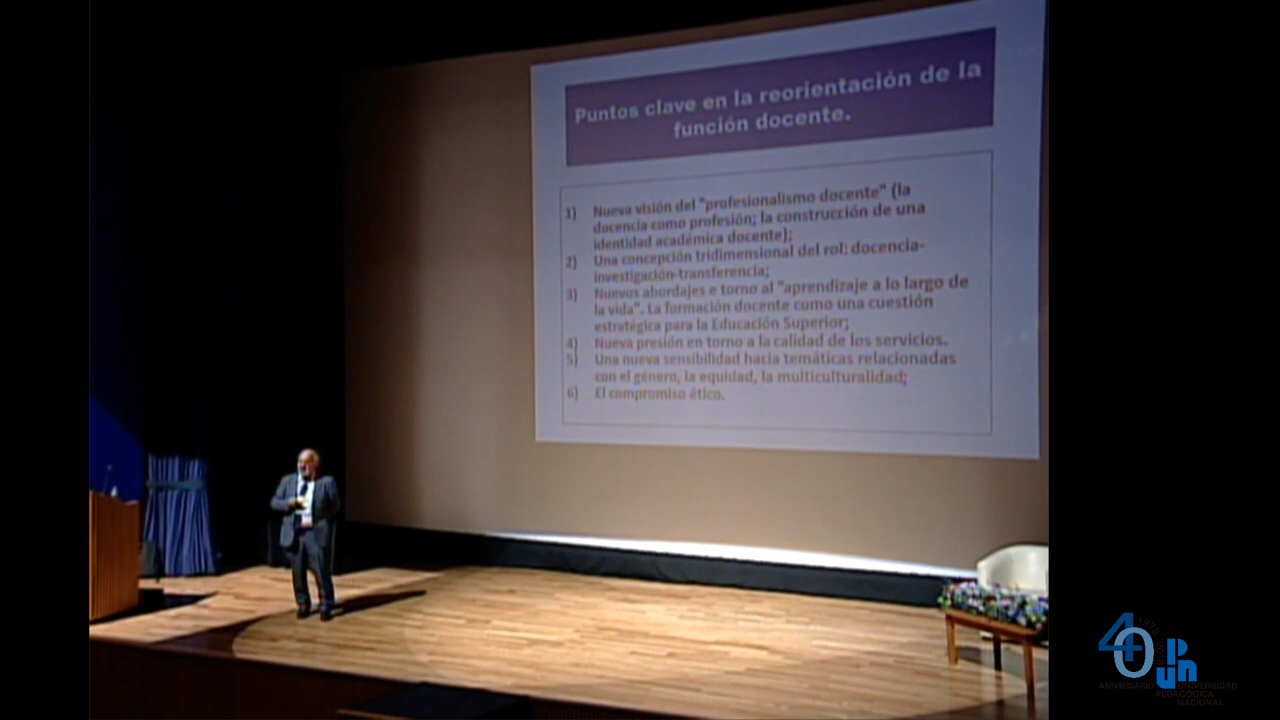 Puntos clave en la reorientación de la
función docente.
1) Nueva visión del "profesionalismo docente" (la
docencia como profesión; la construcción de una
identidad académica docente);
2) Una concepción tridimensional del rol: docencia-
investigación-transferencia;
3) Nuevos abordajes e torno al "aprendizaje a lo largo de
la vida". La formación docente como una cuestión
estratégica para la Educación Superior;
4) Nueva presión en torno a la calidad de los servicios.
5) Una nueva sensibilidad hacia temáticas relacionadas
con el género, la equidad, la multiculturalidad;
6) El compromiso ético.
40
1978
upn
ANIVERSARIO UNIVERSIDAD
PEDAGÓGICA
NACIONAL